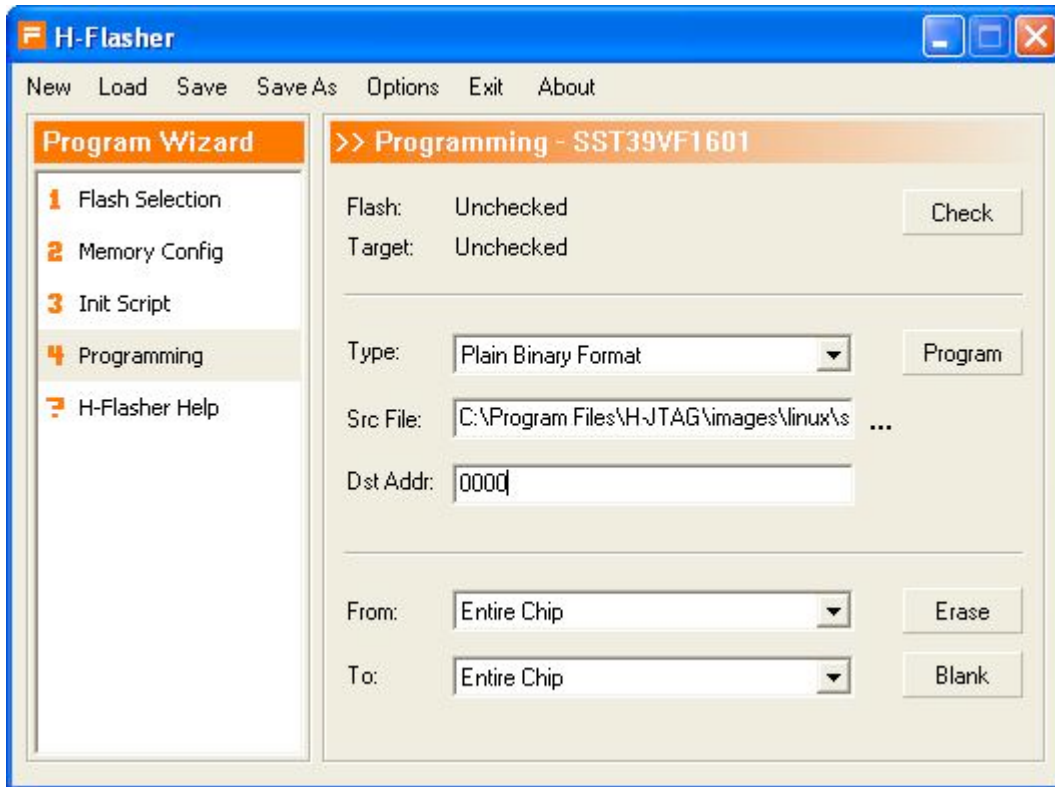 H-Flasher
New Load Save Save As Options Exit About
Program Wizard
1 Flash Selection
2 Memory Config
3 Init Script
4 Programming
? H-Flasher Help
>> Programming - SST39VF1601
Flash: Unchecked
Check
Target: Unchecked
Type: Plain Binary Format
Program
Src File: C:\Program Files\H-JTAG\images\linux\s ...
Dst Addr: 0000
From: Entire Chip
Erase
To: Entire Chip
Blank